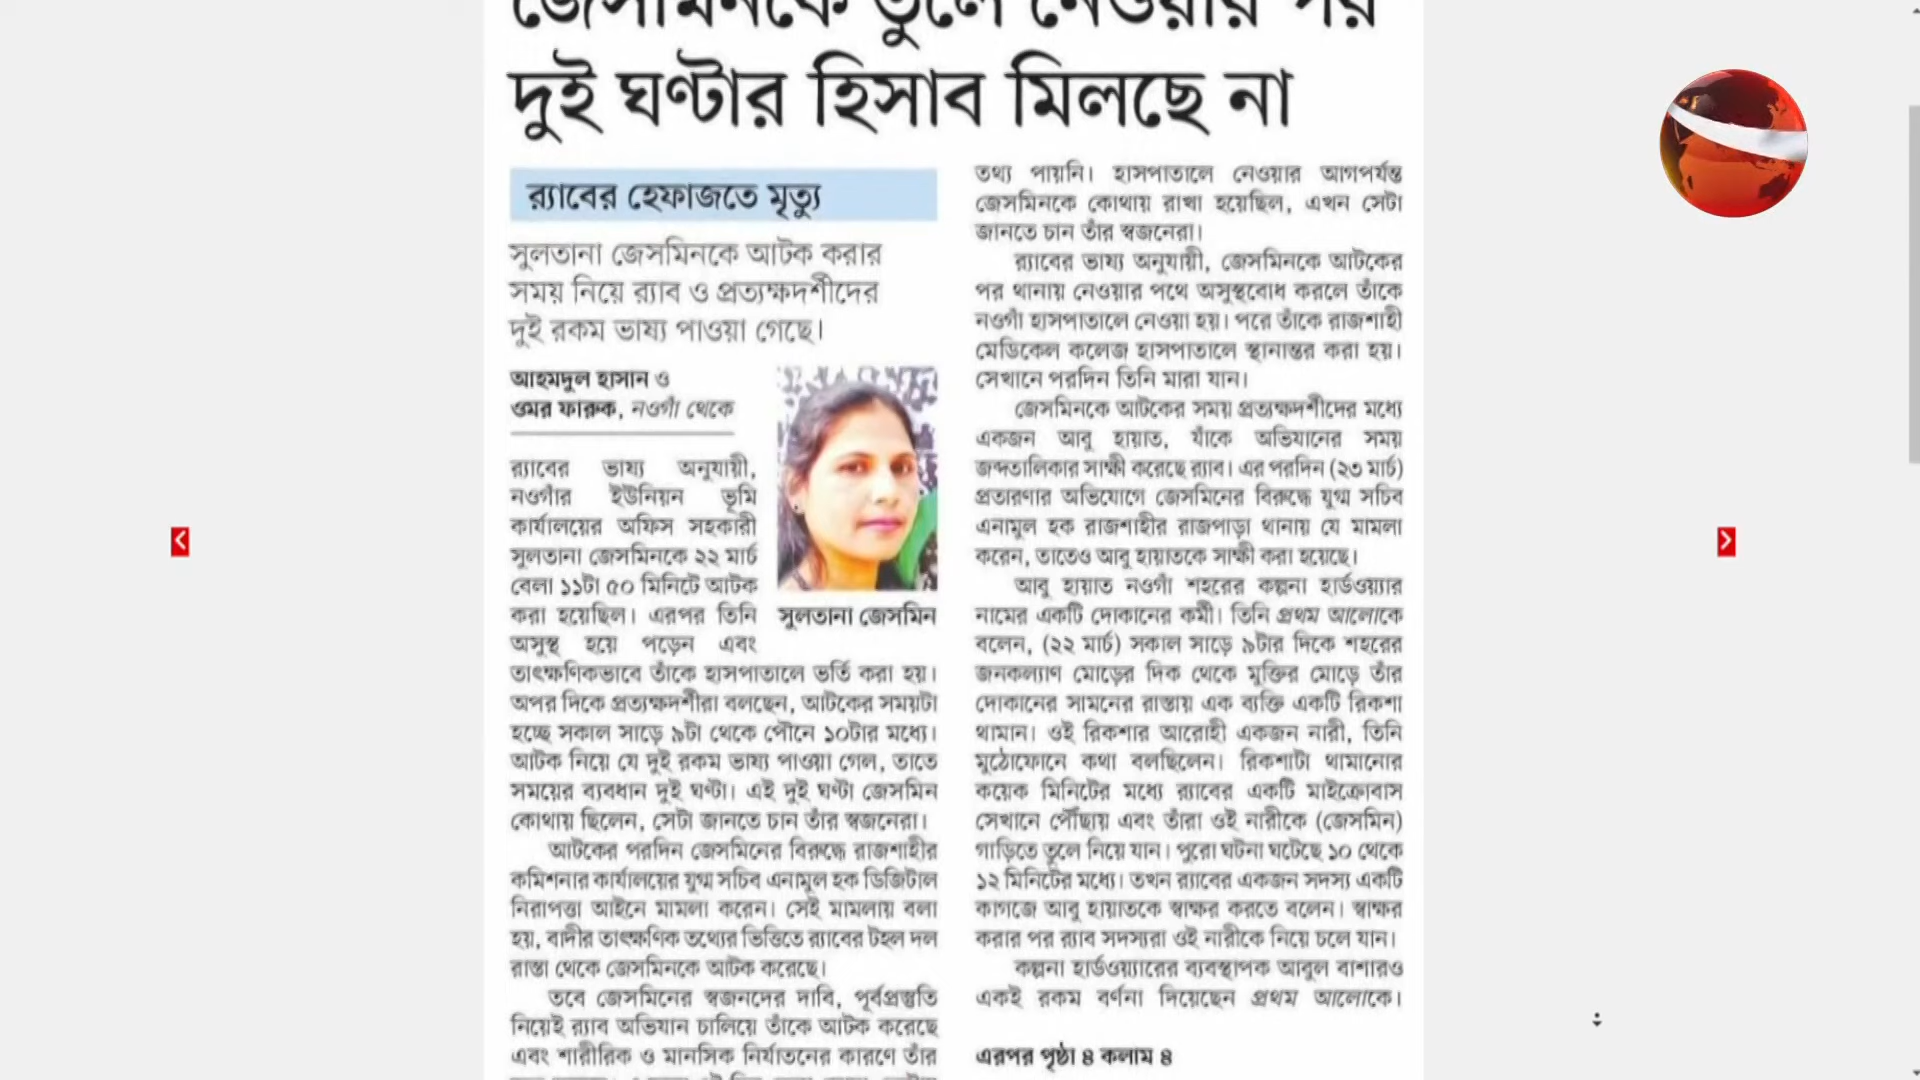 জেসমিনকে তুলে নেওয়ার পর
দুই ঘণ্টার হিসাব মিলছে না
র‍্যাবের হেফাজতে মৃত্যু
সুলতানা জেসমিনকে আটক করার
সময় নিয়ে র‍্যাব ও প্রত্যক্ষদর্শীদের
দুই রকম ভাষ্য পাওয়া গেছে।
আহমদুল হাসান ও
ওমর ফারুক, নওগাঁ থেকে
র‍্যাবের ভাষ্য অনুযায়ী,
নওগাঁর ইউনিয়ন ভূমি
কার্যালয়ের অফিস সহকারী
সুলতানা জেসমিনকে ২২ মার্চ
বেলা ১১টা ৫০ মিনিটে আটক
করা হয়েছিল। এরপর তিনি
অসুস্থ হয়ে পড়েন এবং
সুলতানা জেসমিন
তাৎক্ষণিকভাবে তাঁকে হাসপাতালে ভর্তি করা হয়।
অপর দিকে প্রত্যক্ষদর্শীরা বলছেন, আটকের সময়টা
হচ্ছে সকাল সাড়ে ৯টা থেকে পৌনে ১০টার মধ্যে।
আটক নিয়ে যে দুই রকম ভাষ্য পাওয়া গেল, তাতে
সময়ের ব্যবধান দুই ঘণ্টা। এই দুই ঘণ্টা জেসমিন
কোথায় ছিলেন, সেটা জানতে চান তাঁর স্বজনেরা।
আটকের পরদিন জেসমিনের বিরুদ্ধে রাজশাহীর
কমিশনার কার্যালয়ের যুগ্ম সচিব এনামুল হক ডিজিটাল
নিরাপত্তা আইনে মামলা করেন। সেই মামলায় বলা
হয়, বাদীর তাৎক্ষণিক তথ্যের ভিত্তিতে র‍্যাবের টহল দল
রাস্তা থেকে জেসমিনকে আটক করেছে।
তবে জেসমিনের স্বজনদের দাবি, পূর্বপ্রস্তুতি
নিয়েই র‍্যাব অভিযান চালিয়ে তাঁকে আটক করেছে
এবং শারীরিক ও মানসিক নির্যাতনের কারণে তাঁর
তথ্য পায়নি। হাসপাতালে নেওয়ার আগপর্যন্ত
জেসমিনকে কোথায় রাখা হয়েছিল, এখন সেটা
জানতে চান তাঁর স্বজনেরা।
র‍্যাবের ভাষ্য অনুযায়ী, জেসমিনকে আটকের
পর থানায় নেওয়ার পথে অসুস্থবোধ করলে তাঁকে
নওগাঁ হাসপাতালে নেওয়া হয়। পরে তাঁকে রাজশাহী
মেডিকেল কলেজ হাসপাতালে স্থানান্তর করা হয়।
সেখানে পরদিন তিনি মারা যান।
জেসমিনকে আটকের সময় প্রত্যক্ষদর্শীদের মধ্যে
একজন আবু হায়াত, যাঁকে অভিযানের সময়
জব্দতালিকার সাক্ষী করেছে র‍্যাব। এর পরদিন (২৩ মার্চ)
প্রতারণার অভিযোগে জেসমিনের বিরুদ্ধে যুগ্ম সচিব
এনামুল হক রাজশাহীর রাজপাড়া থানায় যে মামলা
করেন, তাতেও আবু হায়াতকে সাক্ষী করা হয়েছে।
আবু হায়াত নওগাঁ শহরের কল্পনা হার্ডওয়্যার
নামের একটি দোকানের কর্মী। তিনি প্রথম আলোকে
বলেন, (২২ মার্চ) সকাল সাড়ে ৯টার দিকে শহরের
জনকল্যাণ মোড়ের দিক থেকে মুক্তির মোড়ে তাঁর
দোকানের সামনের রাস্তায় এক ব্যক্তি একটি রিকশা
থামান। ওই রিকশার আরোহী একজন নারী, তিনি
মুঠোফোনে কথা বলছিলেন। রিকশাটা থামানোর
কয়েক মিনিটের মধ্যে র‍্যাবের একটি মাইক্রোবাস
সেখানে পৌঁছায় এবং তাঁরা ওই নারীকে (জেসমিন)
গাড়িতে তুলে নিয়ে যান। পুরো ঘটনা ঘটেছে ১০ থেকে
১২ মিনিটের মধ্যে। তখন র‍্যাবের একজন সদস্য একটি
কাগজে আবু হায়াতকে স্বাক্ষর করতে বলেন। স্বাক্ষর
করার পর র‍্যাব সদস্যরা ওই নারীকে নিয়ে চলে যান।
কল্পনা হার্ডওয়্যারের ব্যবস্থাপক আবুল বাশারও
একই রকম বর্ণনা দিয়েছেন প্রথম আলোকে।
এরপর পৃষ্ঠা ৪ কলাম ৪